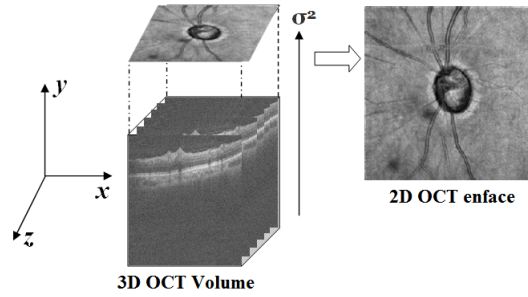 σ²
y
x
z
2D OCT enface
3D OCT Volume